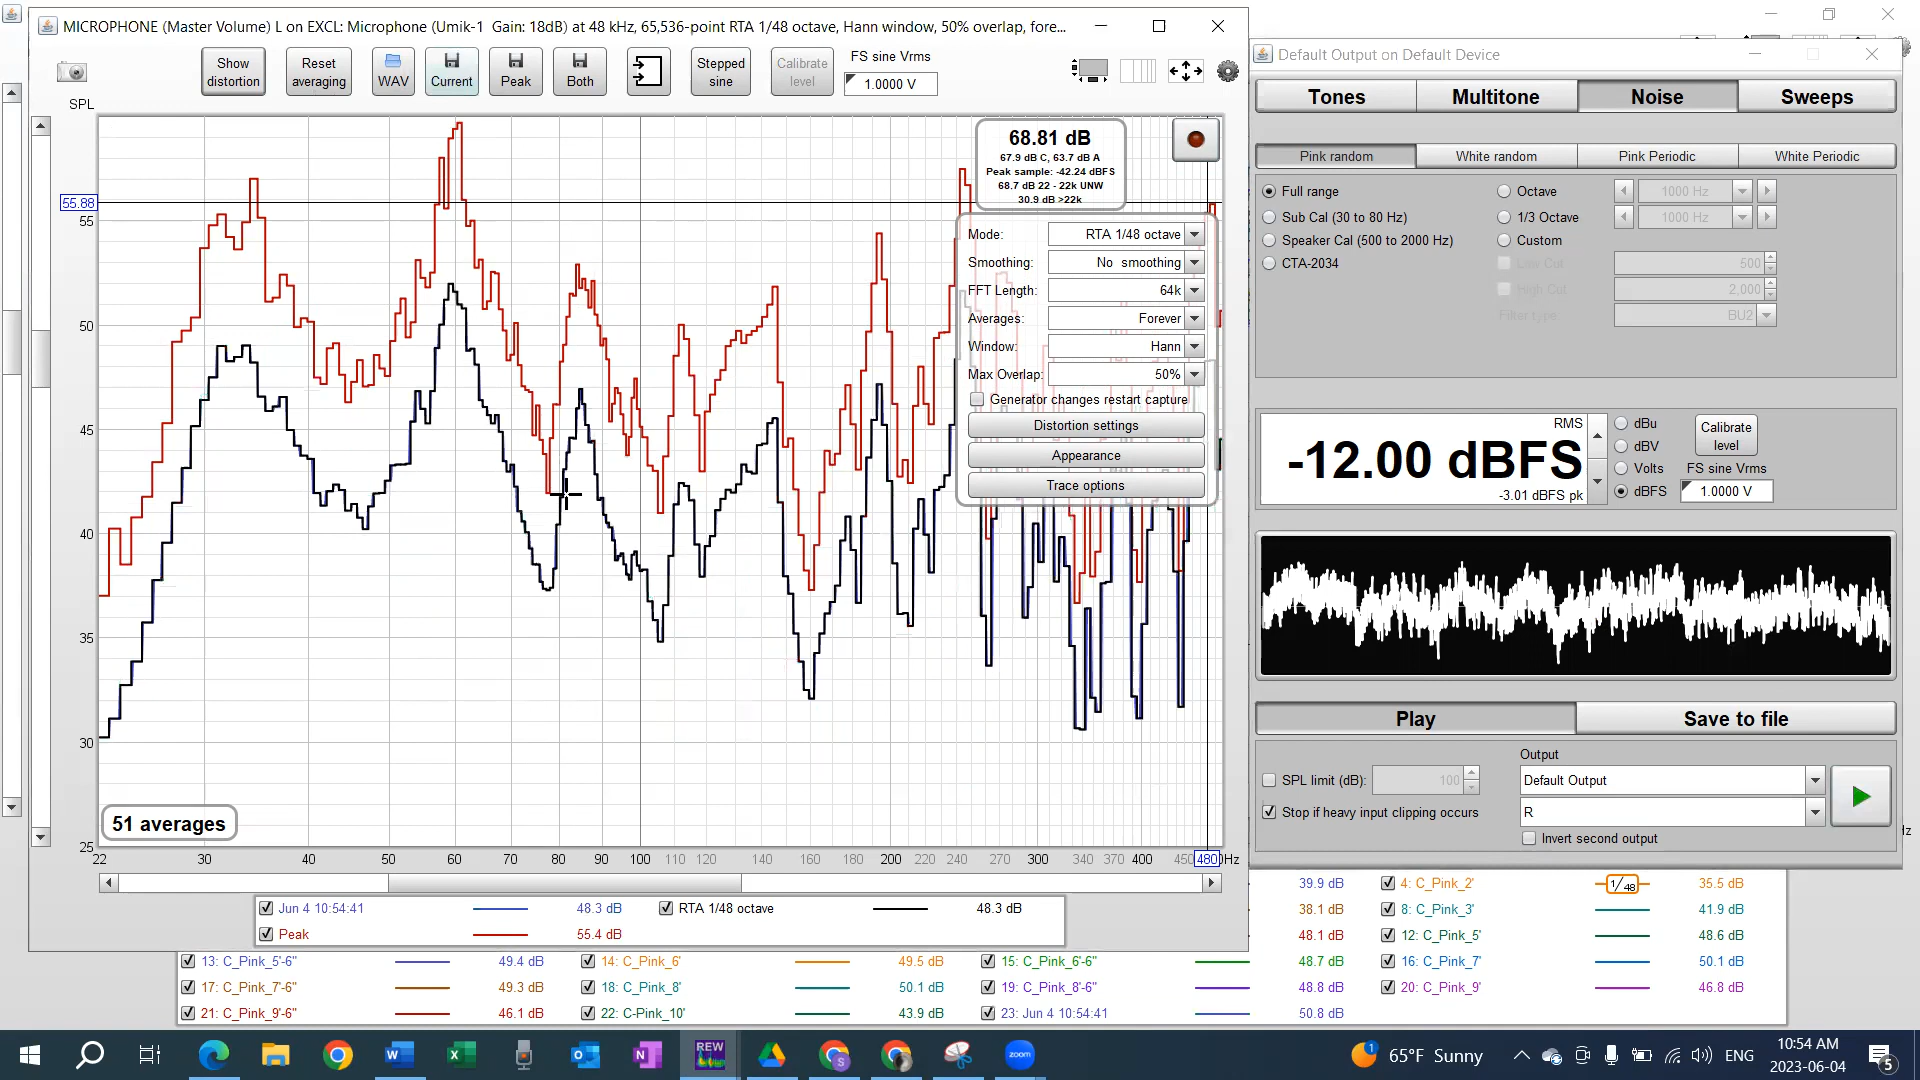 MICROPHONE (Master Volume) L on EXCL: Microphone (Umik-1 Gain: 18dB) at 48 kHz, 65,536-point RTA 1/48 octave, Hann window, 50% overlap, fore...
Show distortion
Reset averaging
WAV
Current
Peak
Both
Stepped sine
Calibrate level
FS sine Vrms
1.0000 V
SPL
55.88
55
50
45
40
35
30
25
68.81 dB
67.9 dB C, 63.7 dB A
Peak sample: -42.24 dBFS
68.7 dB 22 - 22k UNW
30.9 dB >22k
Mode: RTA 1/48 octave
Smoothing: No smoothing
FFT Length: 64k
Averages: Forever
Window: Hann
Max Overlap: 50%
Generator changes restart capture
Distortion settings
Appearance
Trace options
51 averages
22 30 40 50 60 70 80 90 100 110 120 140 160 180 200 220 240 270 300 340 370 400 450 480 Hz
Jun 4 10:54:41 48.3 dB RTA 1/48 octave 48.3 dB
Peak 55.4 dB
Default Output on Default Device
Tones Multitone Noise Sweeps
Pink random White random Pink Periodic White Periodic
Full range Octave 1000 Hz
Sub Cal (30 to 80 Hz) 1/3 Octave 1000 Hz
Speaker Cal (500 to 2000 Hz) Custom
CTA-2034 Low Cut 500
High Cut 2,000
Filter type BU2
RMS
-12.00 dBFS
-3.01 dBFS pk
dBu
dBV
Volts
dBFS
Calibrate level
FS sine Vrms
1.0000 V
Play Save to file
Output
SPL limit (dB): 100 Default Output
Stop if heavy input clipping occurs R
Invert second output
Hz
39.9 dB 4: C_Pink_2' 1/48 35.5 dB
38.1 dB 8: C_Pink_3' 41.9 dB
48.1 dB 12: C_Pink_5' 48.6 dB
13: C_Pink_5'-6" 49.4 dB 14: C_Pink_6' 49.5 dB 15: C_Pink_6'-6" 48.7 dB 16: C_Pink_7' 50.1 dB
17: C_Pink_7'-6" 49.3 dB 18: C_Pink_8' 50.1 dB 19: C_Pink_8'-6" 48.8 dB 20: C_Pink_9' 46.8 dB
21: C_Pink_9'-6" 46.1 dB 22: C-Pink_10' 43.9 dB 23: Jun 4 10:54:41 50.8 dB
REW
zoom
1
65°F Sunny
ENG
10:54 AM
2023-06-04
5